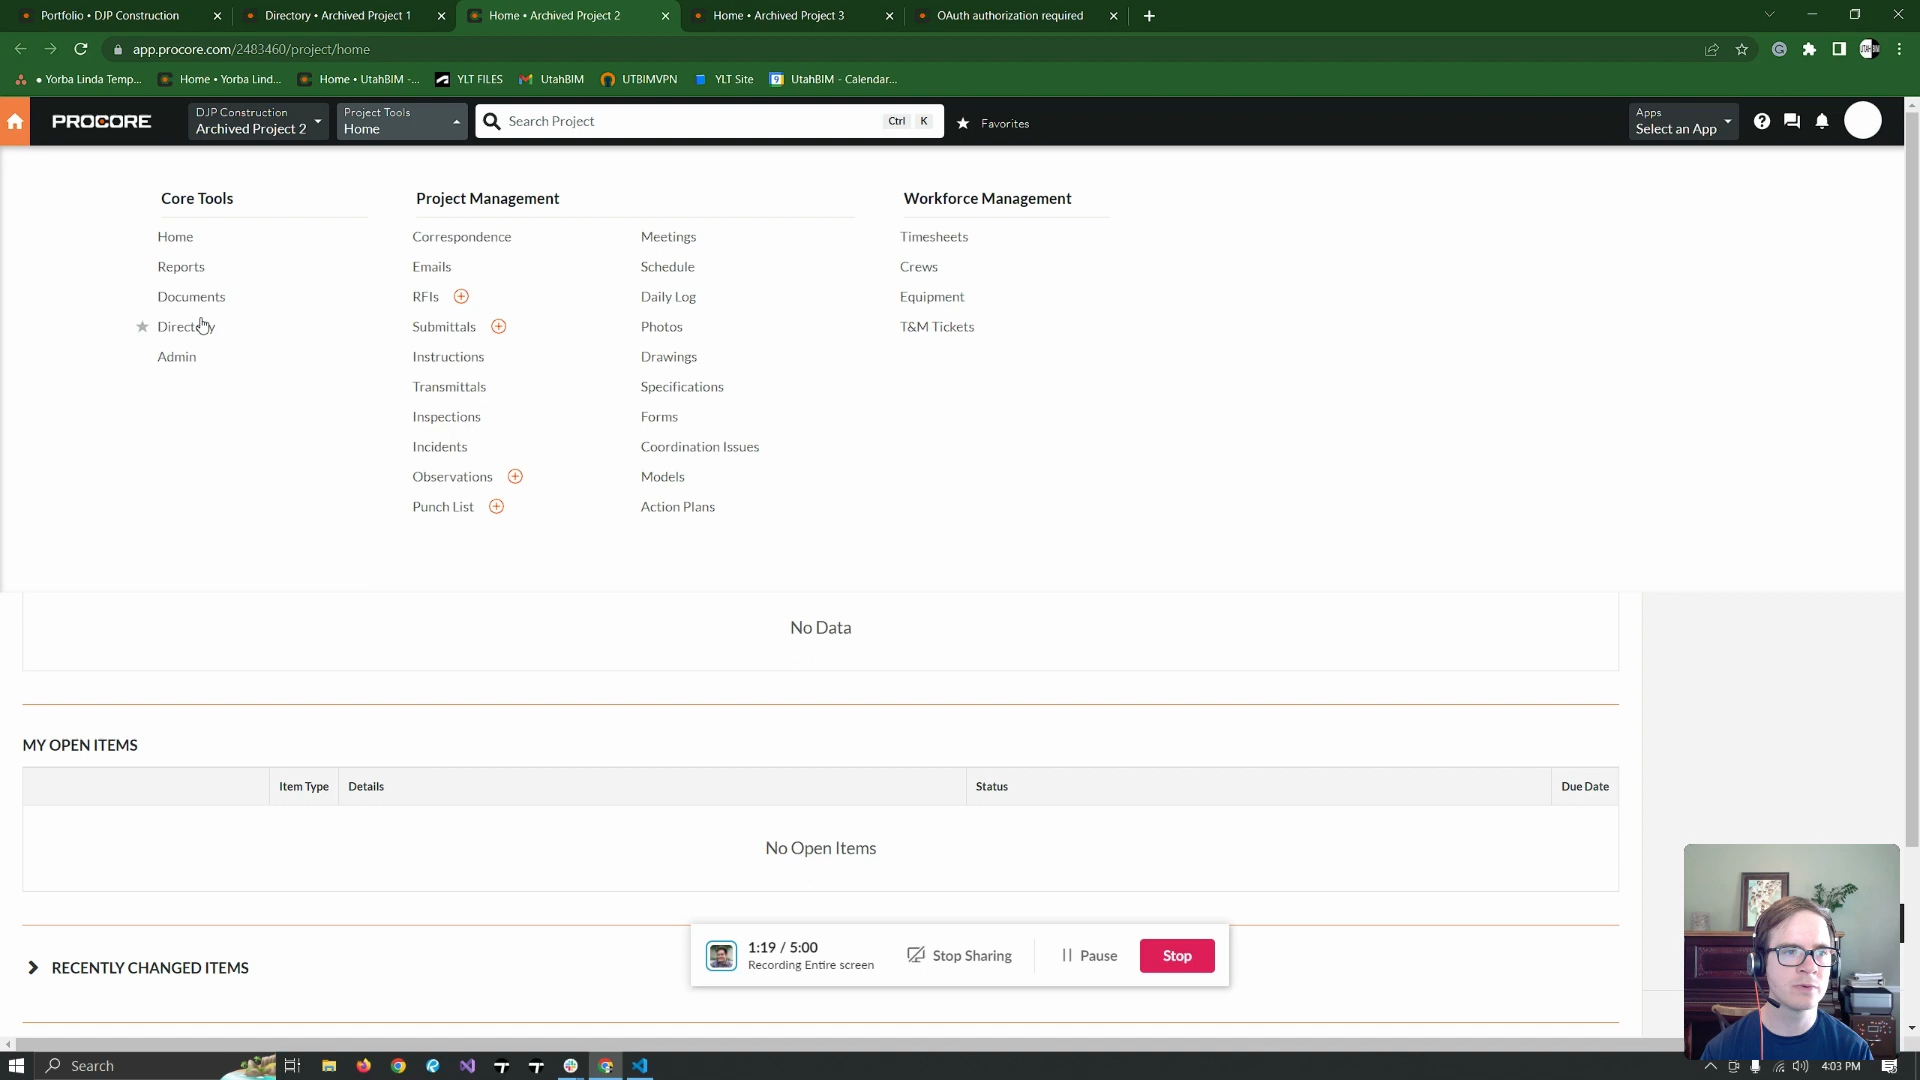 Portfolio • DJP Construction
Directory • Archived Project 1
Home • Archived Project 2
Home • Archived Project 3
OAuth authorization required
app.procore.com/2483460/project/home
• Yorba Linda Temp...
Home • Yorba Lind...
Home • UtahBIM -...
YLT FILES
UtahBIM
UTBIMVPN
YLT Site
UtahBIM - Calendar...
PROCORE
DJP Construction
Archived Project 2
Project Tools
Home
Search Project
Ctrl K
Favorites
Apps
Select an App
Core Tools
Home
Reports
Documents
Directory
Admin
Project Management
Correspondence
Emails
RFIs
Submittals
Instructions
Transmittals
Inspections
Incidents
Observations
Punch List
Meetings
Schedule
Daily Log
Photos
Drawings
Specifications
Forms
Coordination Issues
Models
Action Plans
Workforce Management
Timesheets
Crews
Equipment
T&M Tickets
No Data
MY OPEN ITEMS
Item Type
Details
Status
Due Date
No Open Items
RECENTLY CHANGED ITEMS
1:19 / 5:00
Recording Entire screen
Stop Sharing
Pause
Stop
Search
4:03 PM